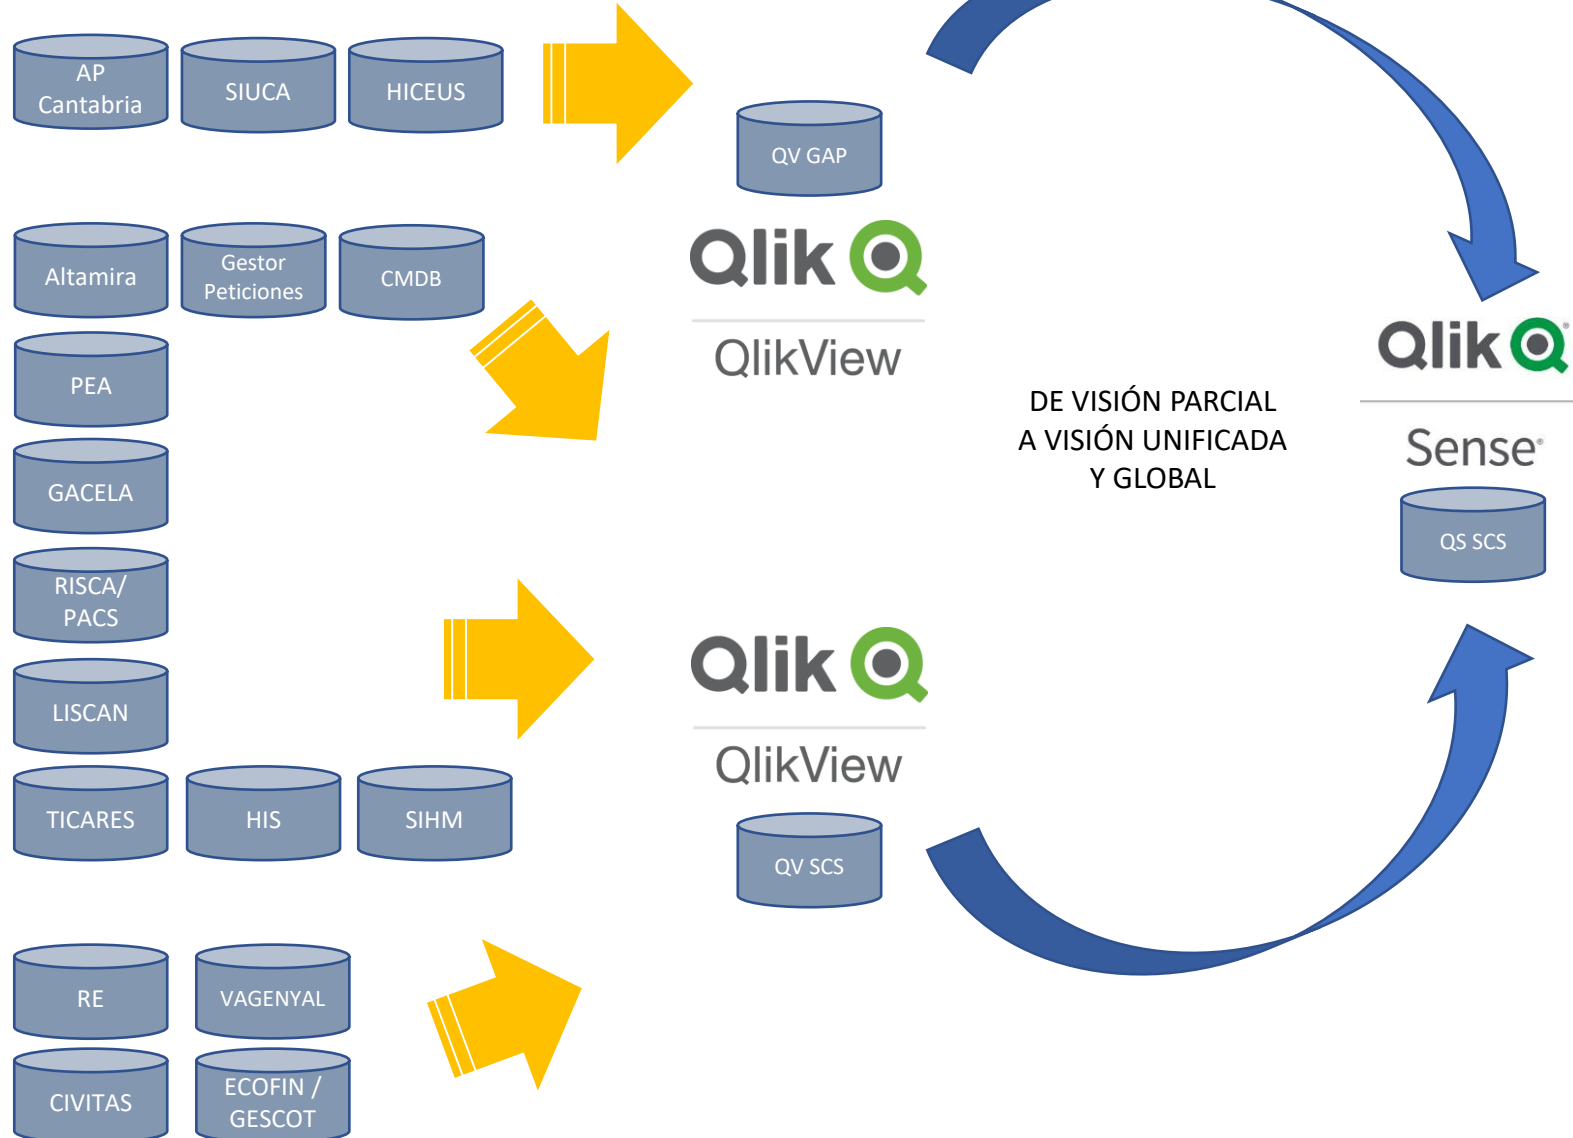 AP
Cantabria
SIUCA
HICEUS
QV GAP
Altamira
Gestor
Peticiones
CMDB
Qlik
QlikView
PEA
GACELA
RISCA/
PACS
LISCAN
TICARES
HIS
SIHM
Qlik
QlikView
QV SCS
RE
VAGENYAL
CIVITAS
ECOFIN /
GESCOT
DE VISIÓN PARCIAL
A VISIÓN UNIFICADA
Y GLOBAL
Qlik®
Sense®
QS SCS